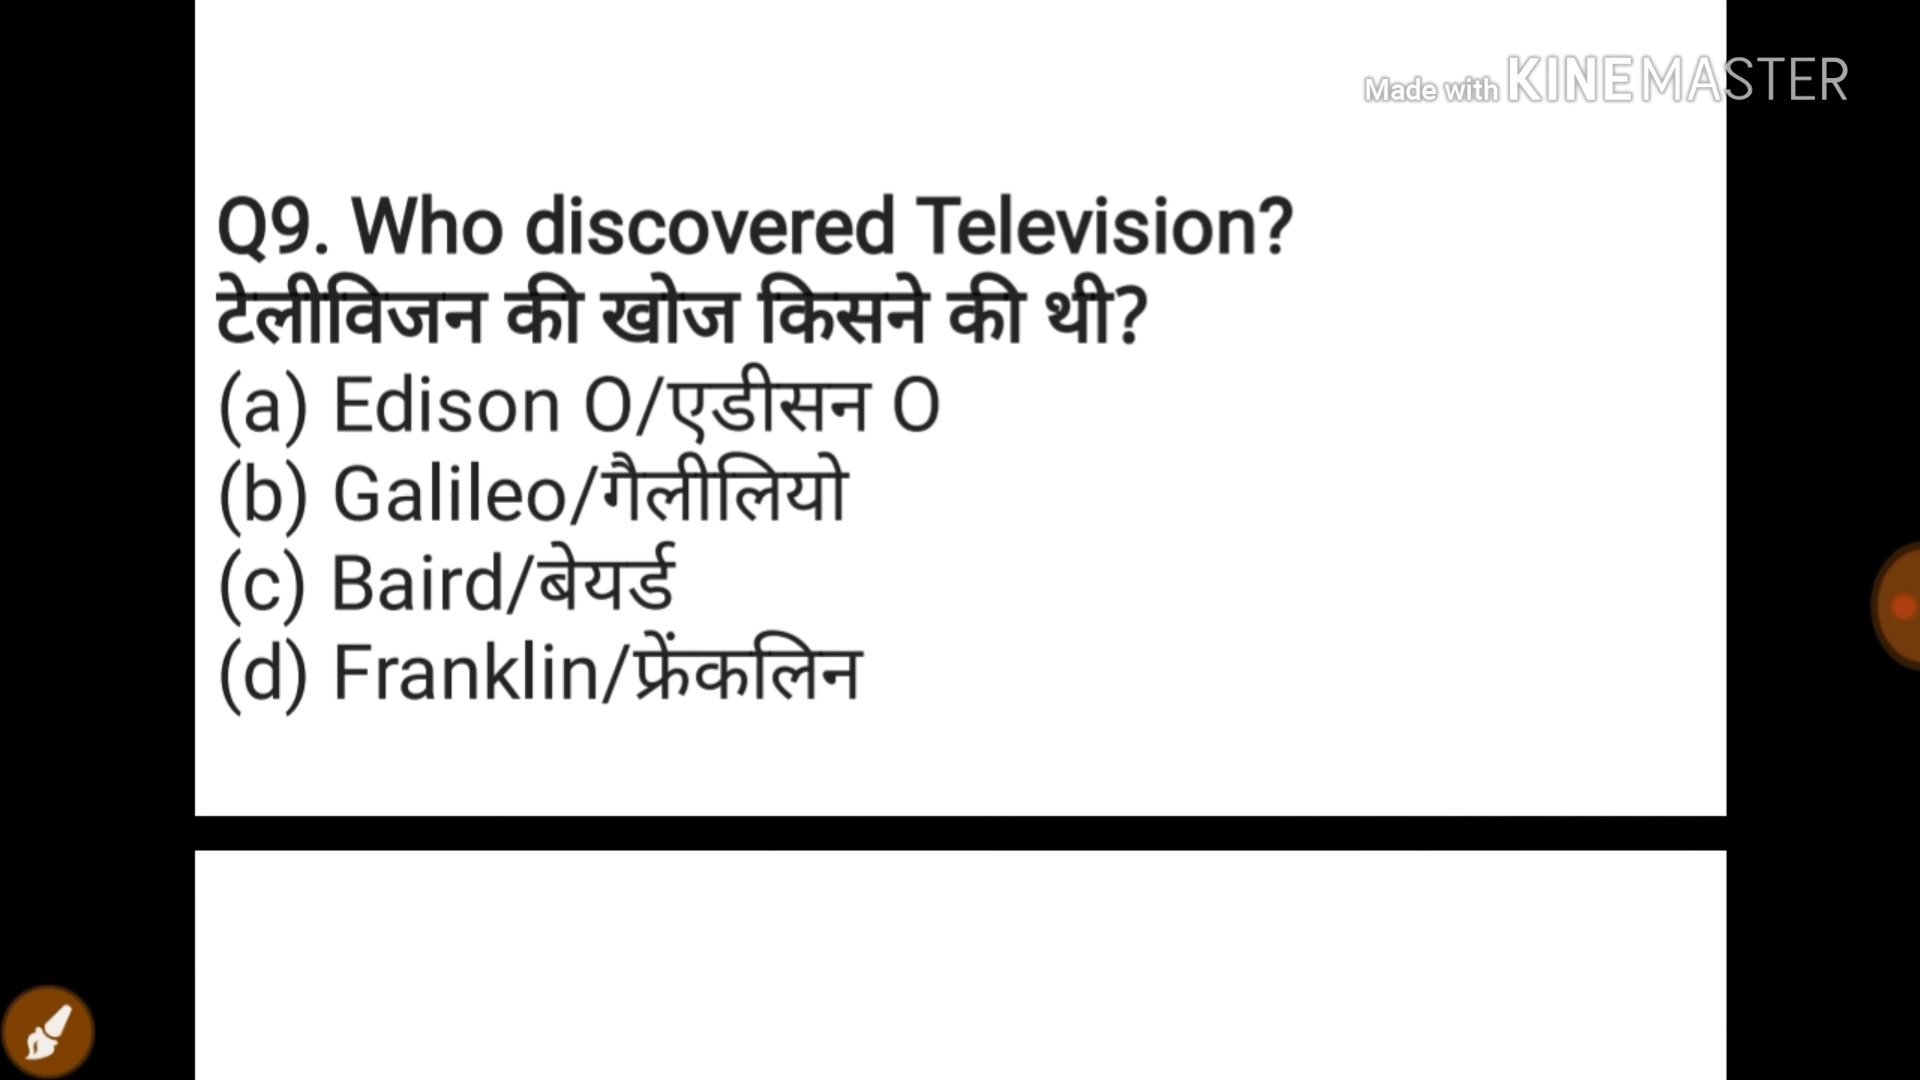 Made with KINEMASTER
Q9. Who discovered Television?
टेलीविजन की खोज किसने की थी?
(a) Edison O/एडीसन O
(b) Galileo/गैलीलियो
(c) Baird/बेयर्ड
(d) Franklin/फ्रेंकलिन